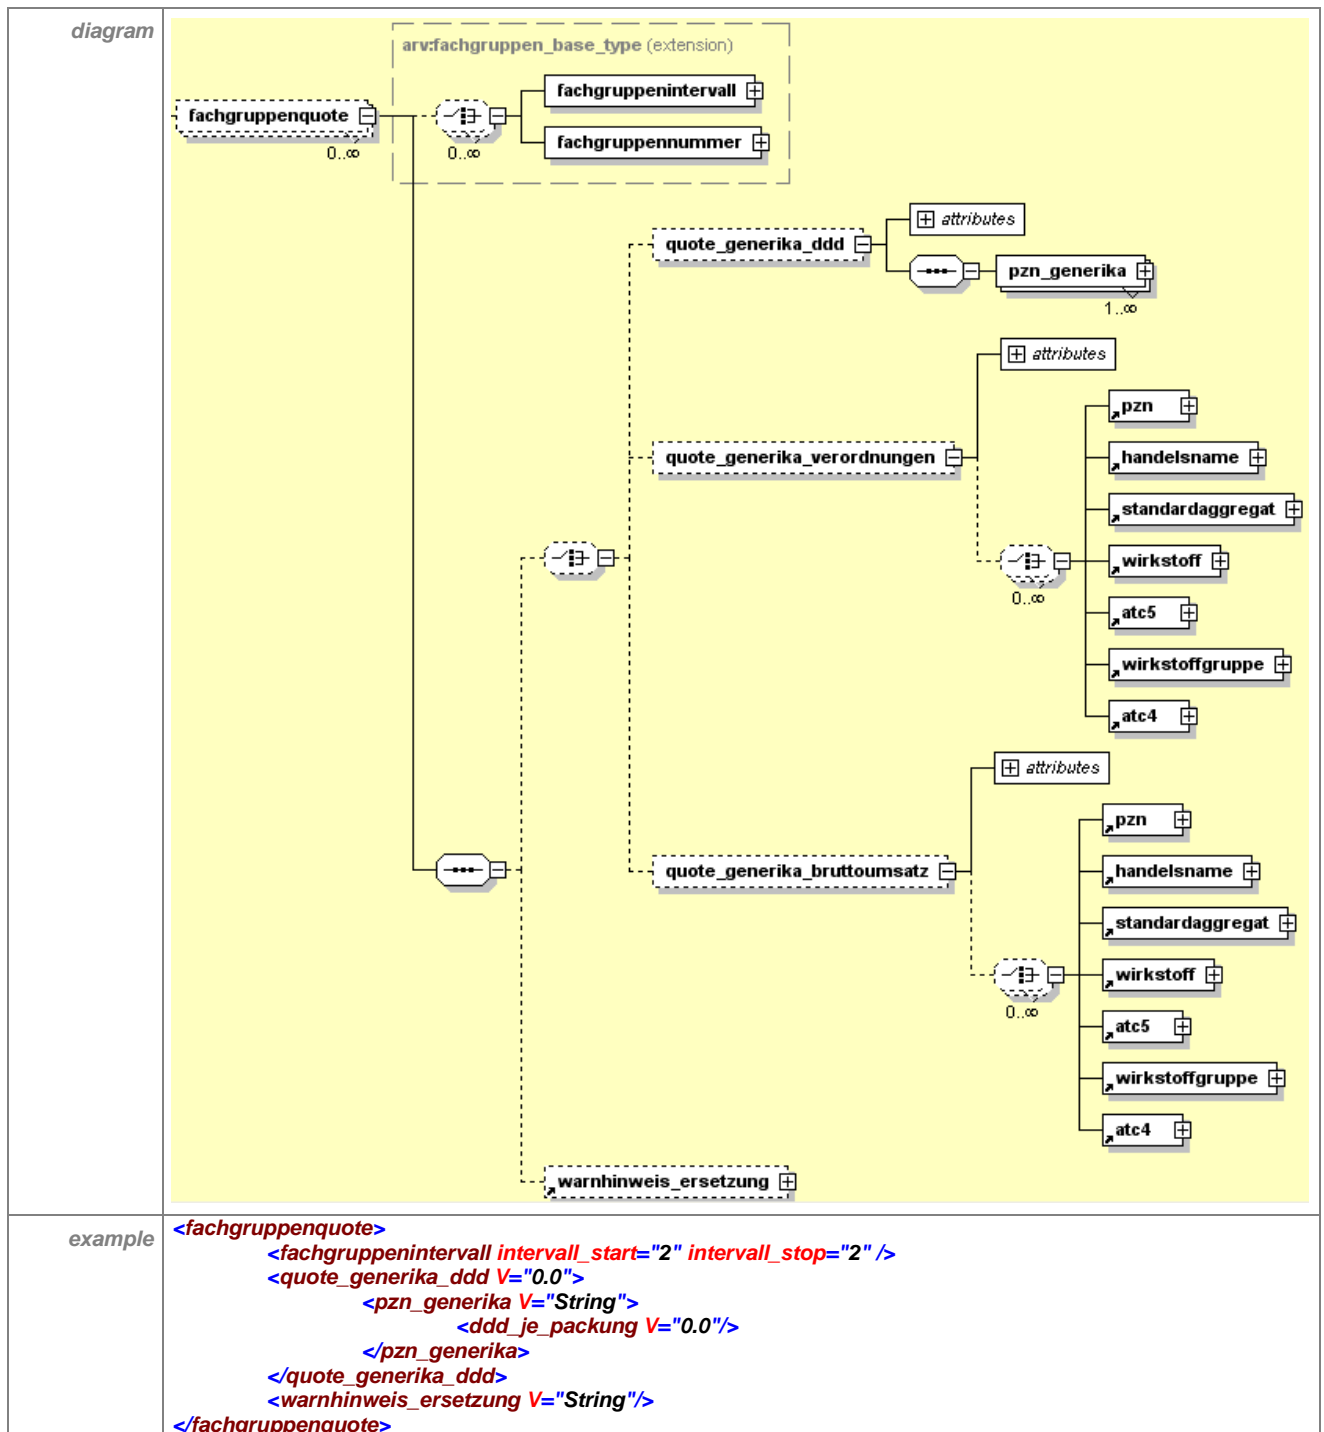 diagram
arv:fachgruppen_base_type (extension)
fachgruppenintervall
fachgruppenquote
0..∞
0..∞
fachgruppennummer
attributes
quote_generika_ddd
pzn_generika
1..∞
attributes
pzn
quote_generika_verordnungen
handelsname
standardaggregat
wirkstoff
0..∞
atc5
wirkstoffgruppe
atc4
attributes
pzn
quote_generika_bruttoumsatz
handelsname
standardaggregat
wirkstoff
0..∞
atc5
wirkstoffgruppe
atc4
warnhinweis_ersetzung
example
<fachgruppenquote>
<fachgruppenintervall intervall_start="2" intervall_stop="2" />
<quote_generika_ddd V="0.0">
<pzn_generika V="String">
<ddd_je_packung V="0.0"/>
</pzn_generika>
</quote_generika_ddd>
<warnhinweis_ersetzung V="String"/>
</fachgruppenquote>